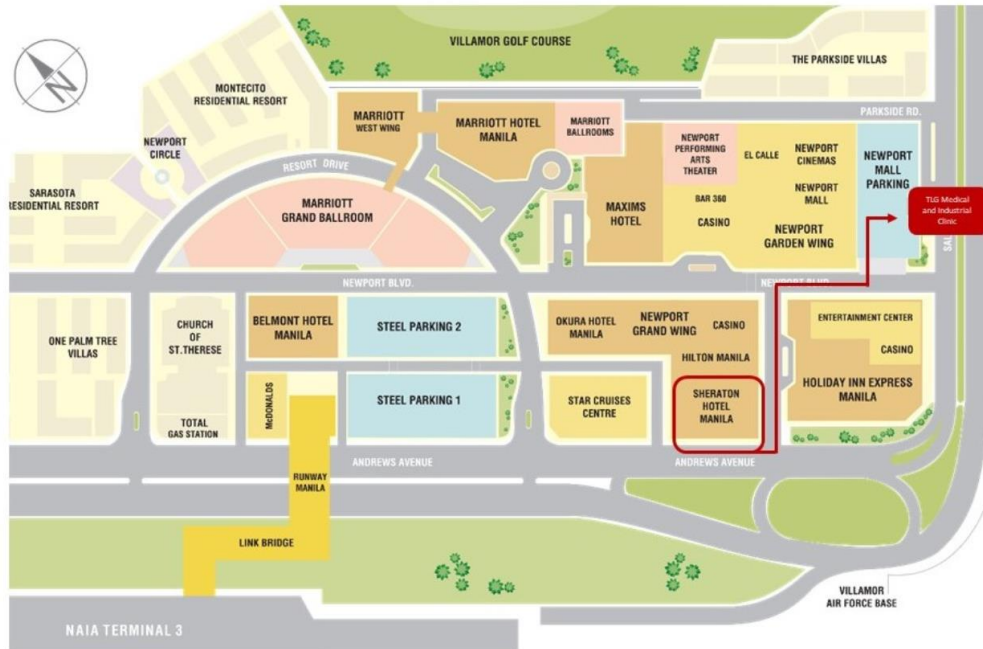 N
VILLAMOR GOLF COURSE
THE PARKSIDE VILLAS
MONTECITO
RESIDENTIAL RESORT
MARRIOTT
WEST WING
MARRIOTT HOTEL
MANILA
MARRIOTT
BALLROOMS
PARKSIDE RD.
NEWPORT
CIRCLE
RESORT DRIVE
NEWPORT
PERFORMING
ARTS
THEATER
EL CALLE
NEWPORT
CINEMAS
NEWPORT
MALL
PARKING
SARASOTA
RESIDENTIAL RESORT
MARRIOTT
GRAND BALLROOM
MAXIMS
HOTEL
BAR 360
CASINO
NEWPORT
MALL
NEWPORT
GARDEN WING
TLG Medical
and Industrial
Clinic
NEWPORT BLVD.
NEWPORT BLVD.
ONE PALM TREE
VILLAS
CHURCH
OF
ST.THERESE
BELMONT HOTEL
MANILA
STEEL PARKING 2
OKURA HOTEL
MANILA
NEWPORT
GRAND WING
CASINO
HILTON MANILA
ENTERTAINMENT CENTER
CASINO
HOLIDAY INN EXPRESS
MANILA
TOTAL
GAS STATION
McDONALDS
STEEL PARKING 1
STAR CRUISES
CENTRE
SHERATON
HOTEL
MANILA
ANDREWS AVENUE
ANDREWS AVENUE
RUNWAY
MANILA
LINK BRIDGE
VILLAMOR
AIR FORCE BASE
NAIA TERMINAL 3